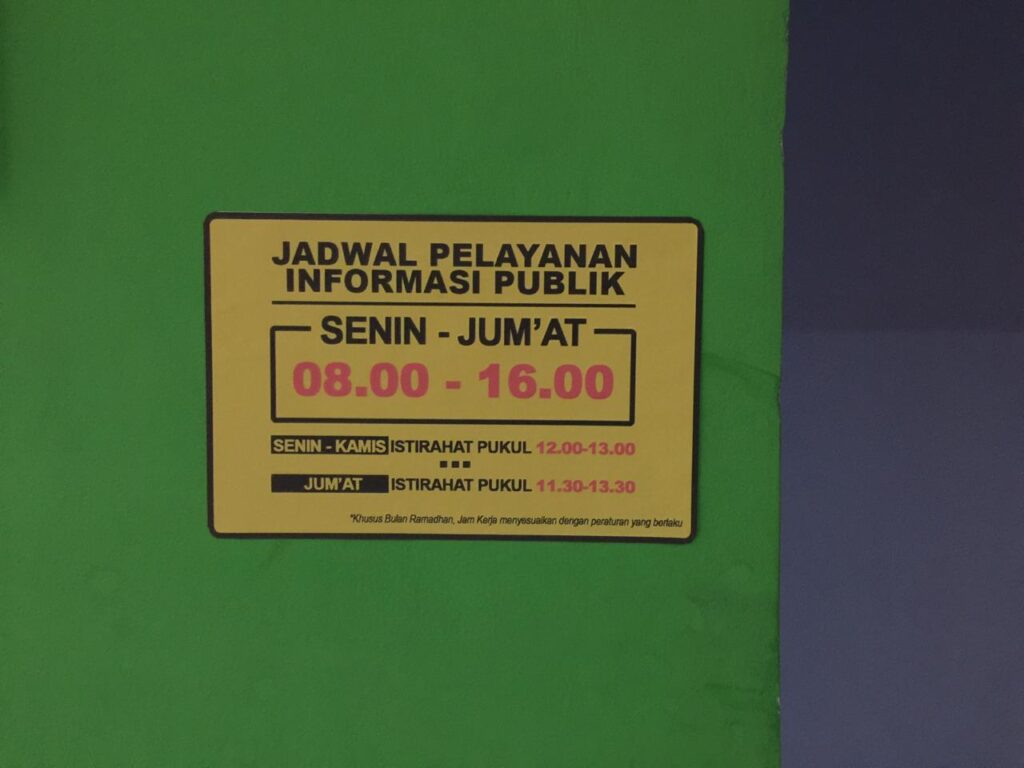 JADWAL PELAYANAN
INFORMASI PUBLIK
SENIN - JUM'AT
08.00 - 16.00
SENIN - KAMIS ISTIRAHAT PUKUL 12.00-13.00
JUM'AT ISTIRAHAT PUKUL 11.30-13.30
*Khusus Bulan Ramadhan, Jam Kerja menyesuaikan dengan peraturan yang berlaku